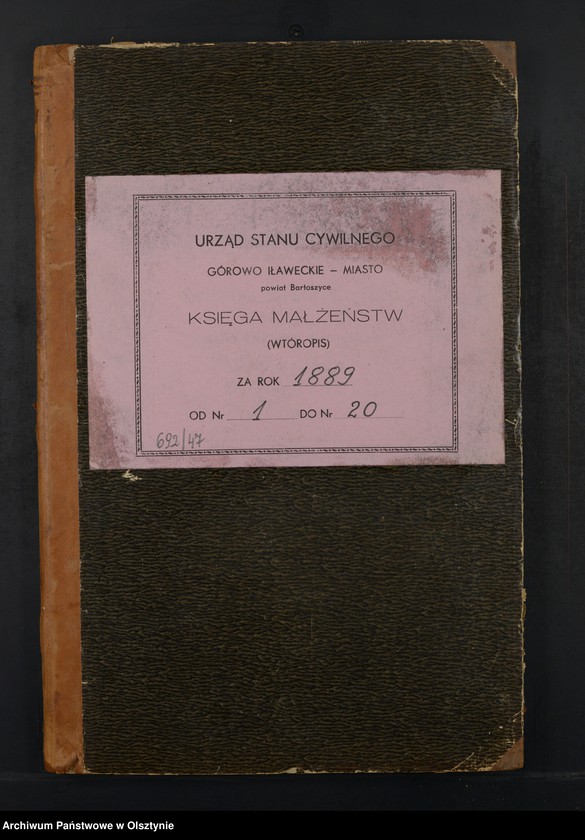 URZĄD STANU CYWILNEGO
GÓROWO IŁAWECKIE – MIASTO
powiat Bartoszyce
KSIĘGA MAŁŻEŃSTW
(WTÓROPIS)
ZA ROK 1889
OD Nr 1 DO Nr 20
692/47
Archiwum Państwowe w Olsztynie